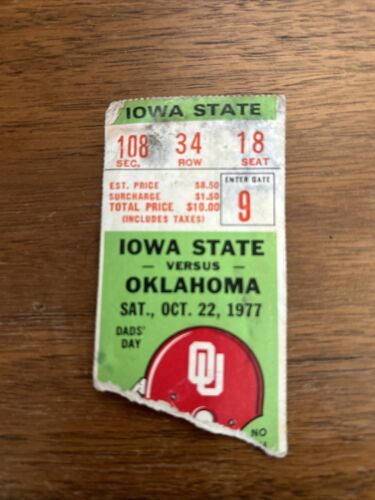 IOWA STATE
108 34 18
SEC. ROW SEAT
EST. PRICE $8.50
SURCHARGE $1.50
TOTAL PRICE $10.00
(INCLUDES TAXES)
ENTER GATE
9
IOWA STATE
— VERSUS —
OKLAHOMA
SAT., OCT. 22, 1977
DADS'
DAY
OU
NO